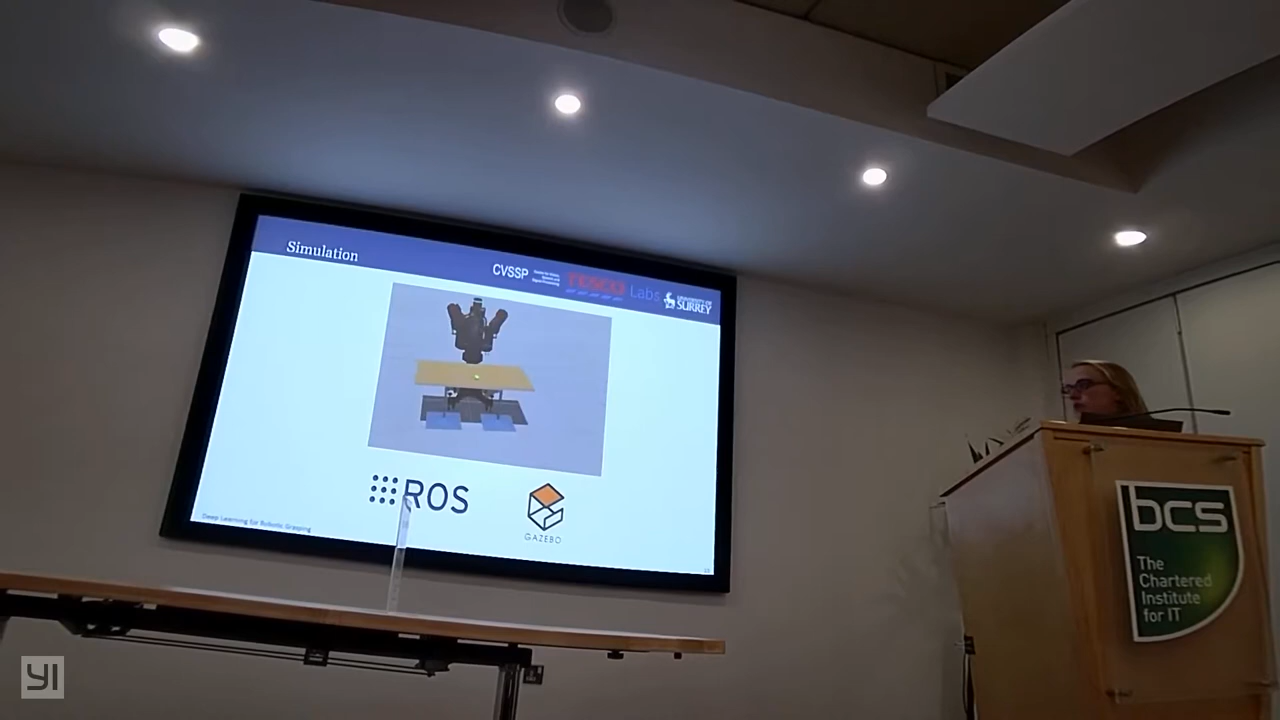 Simulation
CVSSP
TESCO Labs
UNIVERSITY OF
SURREY
ROS
GAZEBO
Deep Learning for Robotic Grasping
bcs
The
Chartered
Institute
for IT
YI